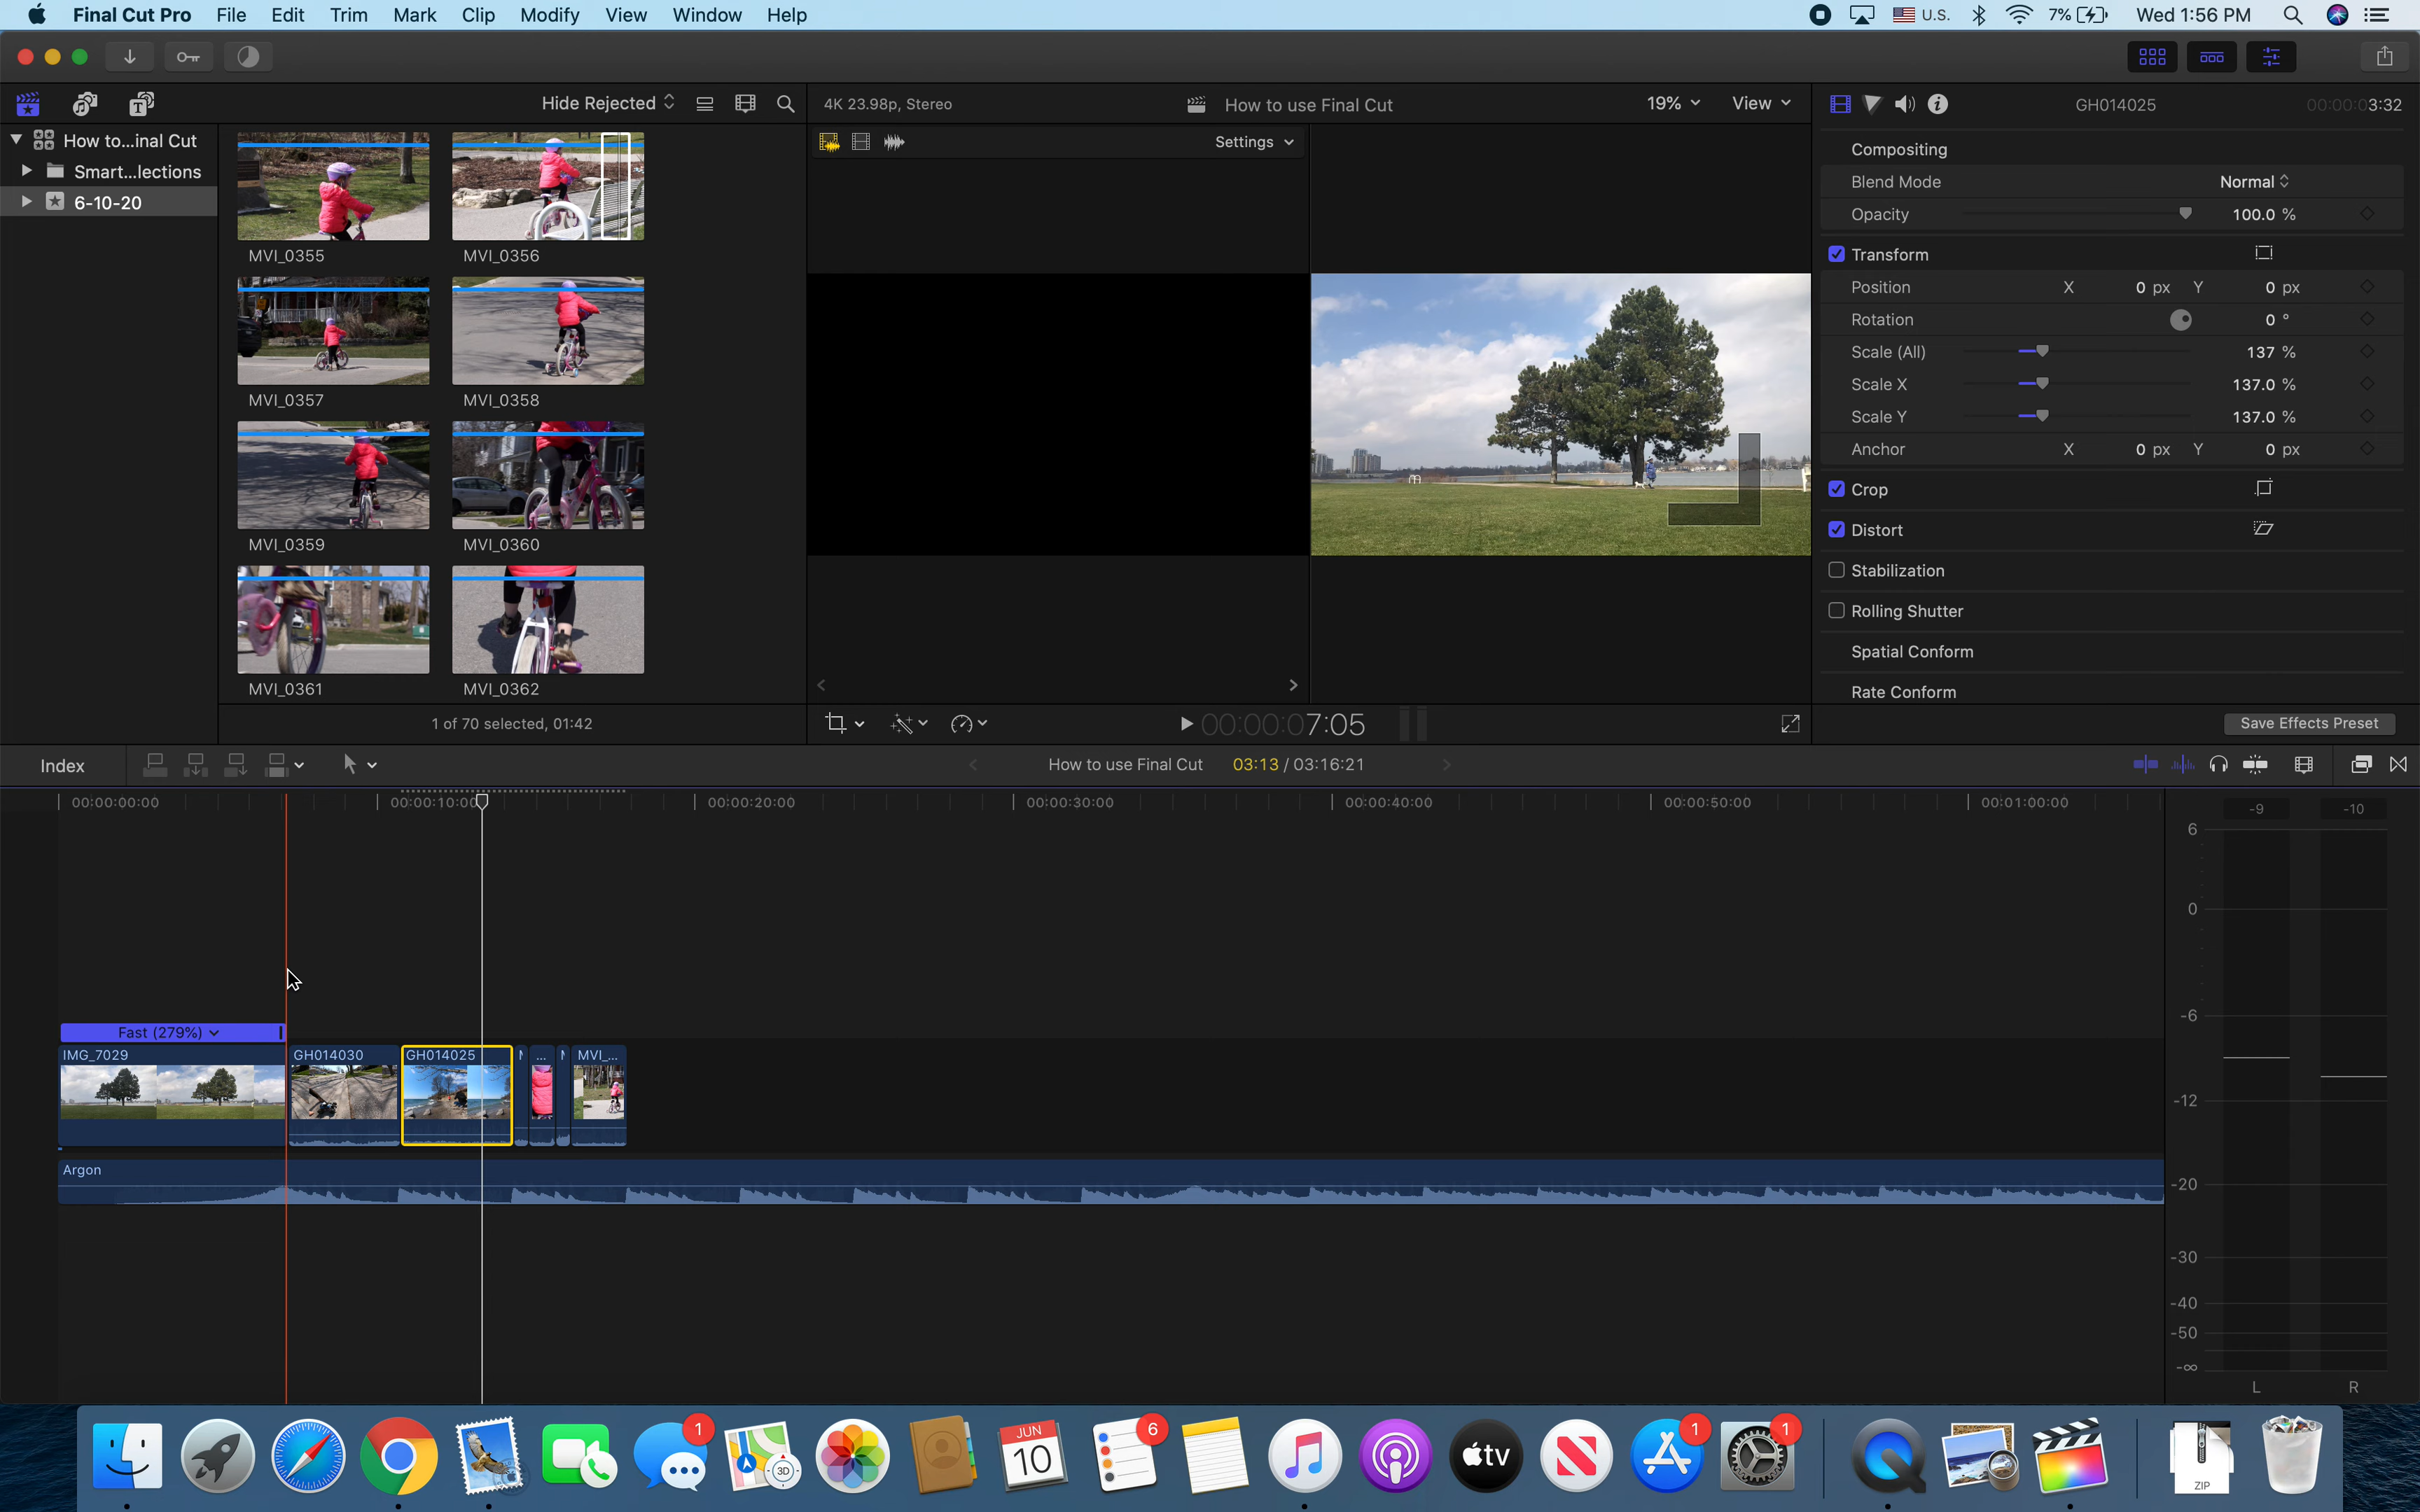 Final Cut Pro File Edit Trim Mark Clip Modify View Window Help U.S. 7% Wed 1:56 PM
Hide Rejected 4K 23.98p, Stereo How to use Final Cut 19% View GH014025 00:00:03:32
How to...inal Cut
Smart...lections
6-10-20
MVI_0355 MVI_0356
MVI_0357 MVI_0358
MVI_0359 MVI_0360
MVI_0361 MVI_0362
1 of 70 selected, 01:42
Settings
00:00:07:05
Compositing
Blend Mode Normal
Opacity 100.0 %
Transform
Position X 0 px Y 0 px
Rotation 0 °
Scale (All) 137 %
Scale X 137.0 %
Scale Y 137.0 %
Anchor X 0 px Y 0 px
Crop
Distort
Stabilization
Rolling Shutter
Spatial Conform
Rate Conform
Save Effects Preset
Index How to use Final Cut 03:13 / 03:16:21
00:00:00:00 00:00:10:00 00:00:20:00 00:00:30:00 00:00:40:00 00:00:50:00 00:01:00:00
Fast (279%)
IMG_7029 GH014030 GH014025 M ... M MVI_...
Argon
-9 -10
6
0
-6
-12
-20
-30
-40
-50
-∞
L R
1 3D JUN 10 6 tv 1 1 ZIP